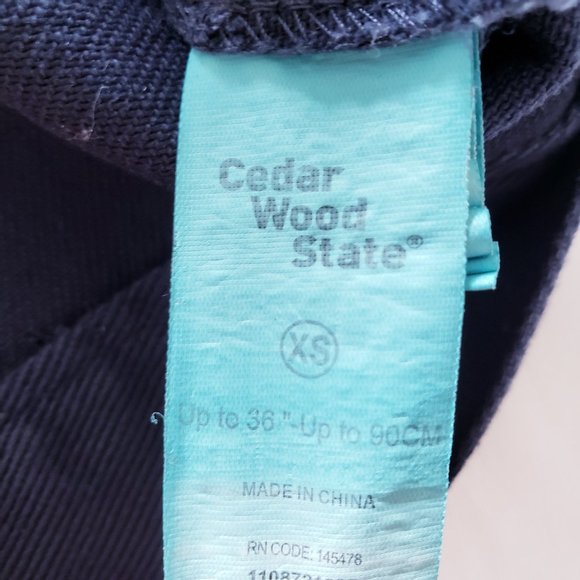 Cedar
Wood
State®
XS
Up to 36 "-Up to 90CM
MADE IN CHINA
RN CODE: 145478